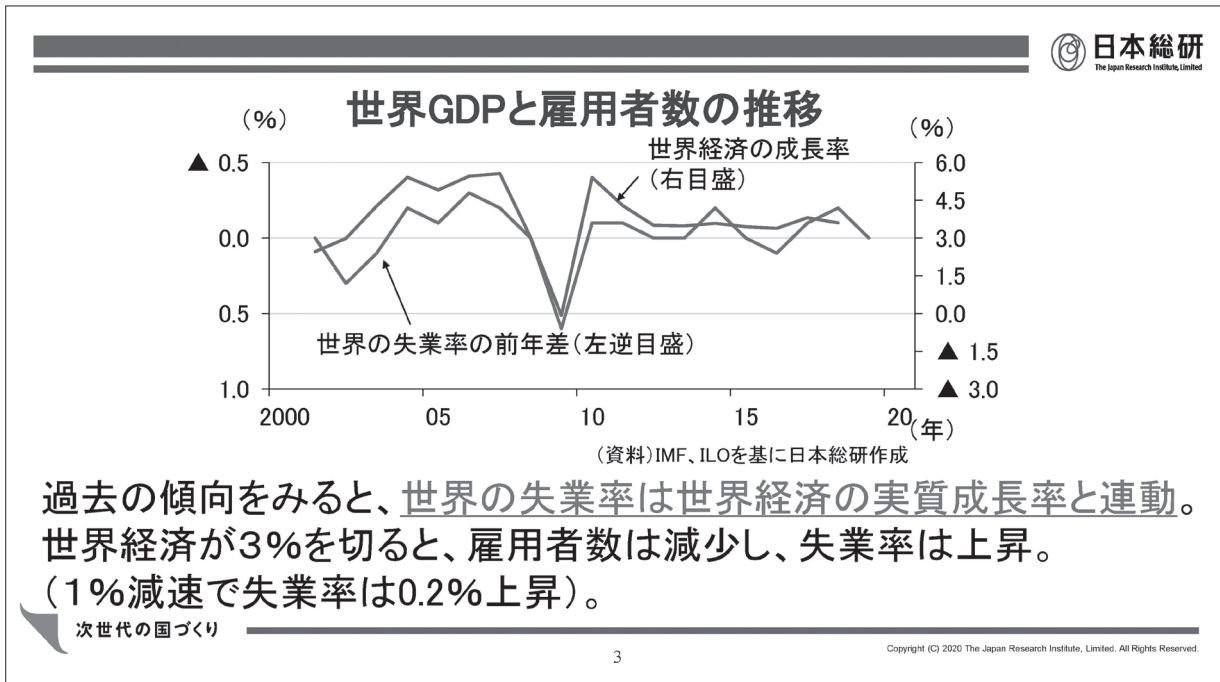 日本総研
The Japan Research Institute, Limited
世界GDPと雇用者数の推移
（%）
（%）
世界経済の成長率
（右目盛）
▲ 0.5
0.0
0.5
1.0
6.0
4.5
3.0
1.5
0.0
▲ 1.5
▲ 3.0
世界の失業率の前年差（左逆目盛）
2000 05 10 15 20
（年）
（資料）IMF、ILOを基に日本総研作成
過去の傾向をみると、世界の失業率は世界経済の実質成長率と連動。
世界経済が３％を切ると、雇用者数は減少し、失業率は上昇。
（１％減速で失業率は0.2％上昇）。
次世代の国づくり
3
Copyright (C) 2020 The Japan Research Institute, Limited. All Rights Reserved.